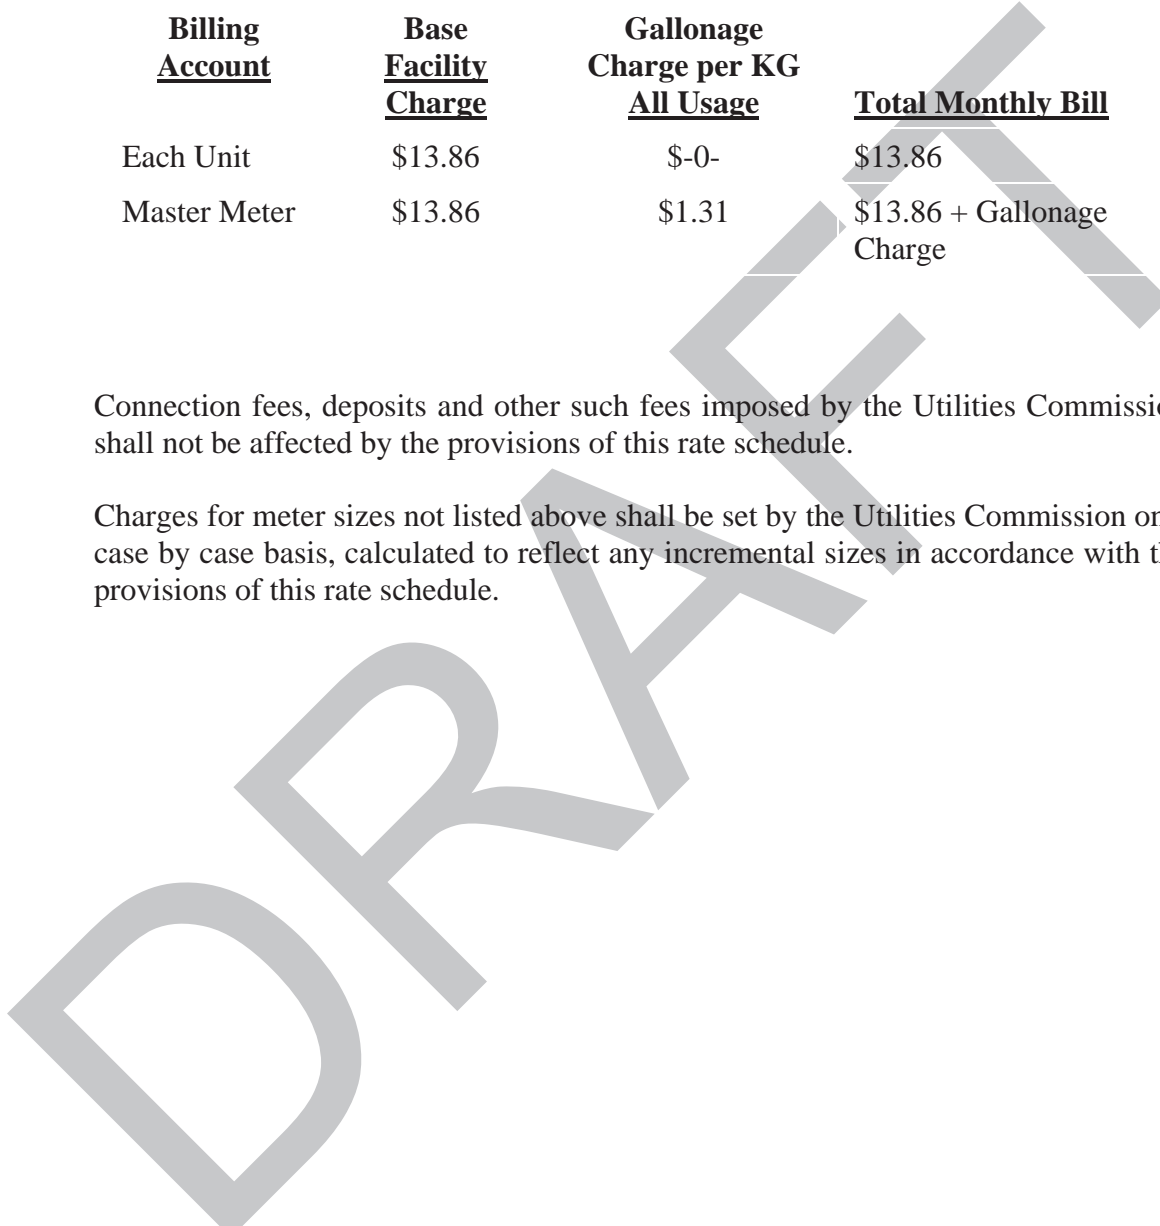 Billing Base Gallonage
Account Facility Charge per KG
Charge All Usage Total Monthly Bill
Each Unit $13.86 $-0- $13.86
Master Meter $13.86 $1.31 $13.86 + Gallonage
Charge
Connection fees, deposits and other such fees imposed by the Utilities
shall not be affected by the provisions of this rate schedule.
Charges for meter sizes not listed above shall be set by the Utilities Commission on
case by case basis, calculated to reflect any incremental sizes in accordance with
provisions of this rate schedule.
DRAFT